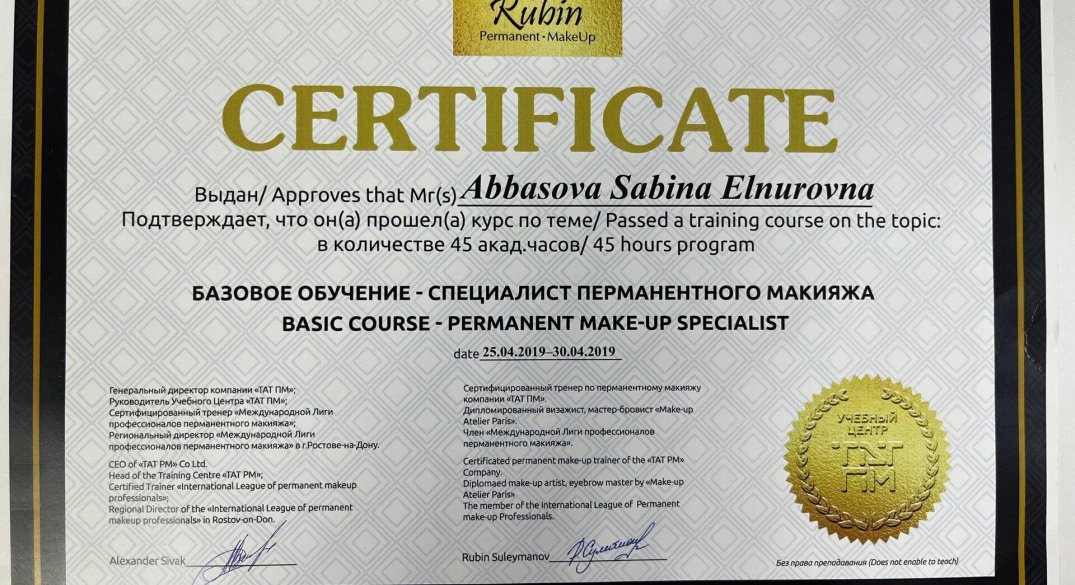 Rubin
Permanent · MakeUp
CERTIFICATE
Выдан/ Approves that Mr(s) Abbasova Sabina Elnurovna
Подтверждает, что он(а) прошел(а) курс по теме/ Passed a training course on the topic:
в количестве 45 акад.часов/ 45 hours program
БАЗОВОЕ ОБУЧЕНИЕ - СПЕЦИАЛИСТ ПЕРМАНЕНТНОГО МАКИЯЖА
BASIC COURSE - PERMANENT MAKE-UP SPECIALIST
date 25.04.2019–30.04.2019
Генеральный директор компании «ТАТ ПМ»;
Руководитель Учебного Центра «ТАТ ПМ»;
Сертифицированный тренер «Международной Лиги
профессионалов перманентного макияжа»;
Региональный директор «Международной Лиги
профессионалов перманентного макияжа» в г.Ростове-на-Дону.
CEO of «TAT PM» Co Ltd.
Head of the Training Centre «TAT PM»;
Certified Trainer «International League of permanent makeup
professionals»;
Regional Director of the «International League of permanent
makeup professionals» in Rostov-on-Don.
Alexander Sivak
Сертифицированный тренер по перманентному макияжу
компании «ТАТ ПМ».
Дипломированный визажист, мастер-бровист «Make-up
Atelier Paris».
Член «Международной Лиги профессионалов
перманентного макияжа».
Certificated permanent make-up trainer of the «TAT PM»
Company.
Diplomaed make-up artist, eyebrow master by «Make-up
Atelier Paris»
The member of the International League of Permanent
make-up Professionals.
Rubin Suleymanov
УЧЕБНЫЙ
ЦЕНТР
ТАТ
ПМ
Без права преподавания (Does not enable to teach)